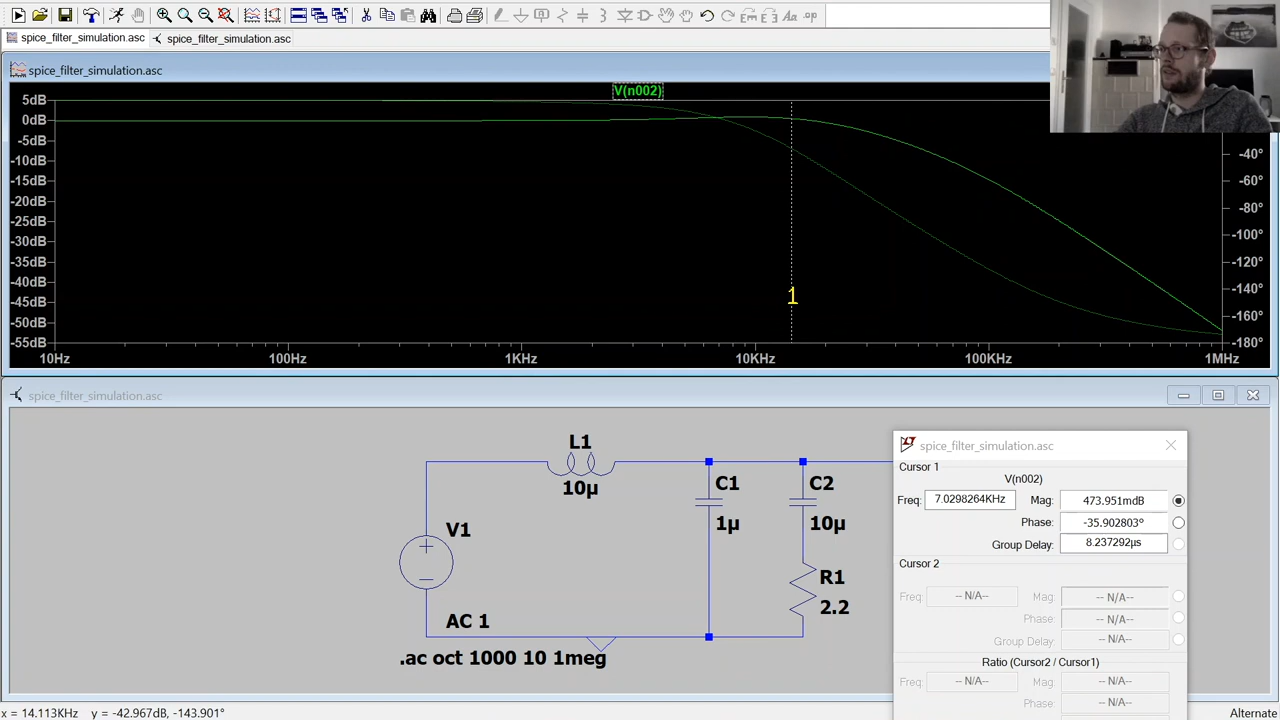 spice_filter_simulation.asc
spice_filter_simulation.asc
spice_filter_simulation.asc
V(n002)
5dB
0dB
-5dB
-10dB
-15dB
-20dB
-25dB
-30dB
-35dB
-40dB
-45dB
-50dB
-55dB
-40°
-60°
-80°
-100°
-120°
-140°
-160°
-180°
1
10Hz 100Hz 1KHz 10KHz 100KHz 1MHz
spice_filter_simulation.asc
L1
10µ
V1
AC 1
C1
1µ
C2
10µ
R1
2.2
.ac oct 1000 10 1meg
spice_filter_simulation.asc
Cursor 1
V(n002)
Freq: 7.0298264KHz Mag: 473.951mdB
Phase: -35.902803°
Group Delay: 8.237292µs
Cursor 2
Freq: -- N/A-- Mag: -- N/A--
Phase: -- N/A--
Group Delay: -- N/A--
Ratio (Cursor2 / Cursor1)
Freq: -- N/A-- Mag: -- N/A--
Phase: -- N/A--
x = 14.113KHz y = -42.967dB, -143.901°
Alternate